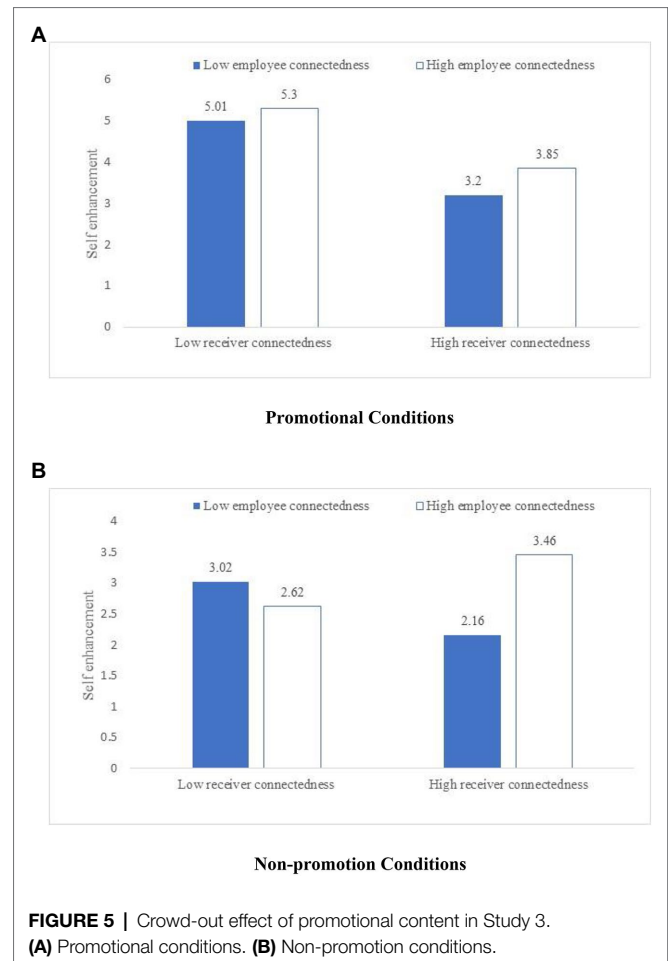 A
■ Low employee connectedness □ High employee connectedness
6
5
4
3
2
1
0
Self enhancement
5.01
5.3
3.2
3.85
Low receiver connectedness
High receiver connectedness
Promotional Conditions
B
■ Low employee connectedness □ High employee connectedness
4
3.5
3
2.5
2
1.5
1
0.5
0
Self enhancement
3.02
2.62
2.16
3.46
Low receiver connectedness
High receiver connectedness
Non-promotion Conditions
FIGURE 5 | Crowd-out effect of promotional content in Study 3.
(A) Promotional conditions. (B) Non-promotion conditions.